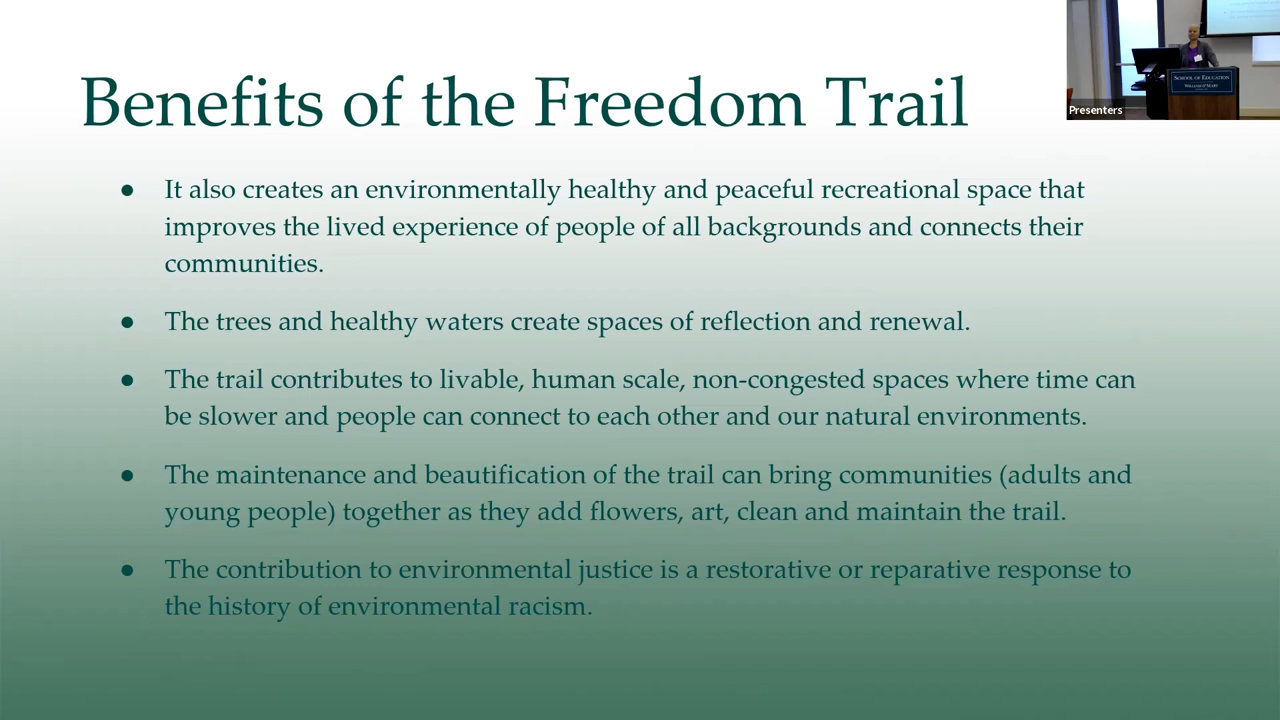 Benefits of the Freedom Trail
● It also creates an environmentally healthy and peaceful recreational space that
improves the lived experience of people of all backgrounds and connects their
communities.
● The trees and healthy waters create spaces of reflection and renewal.
● The trail contributes to livable, human scale, non-congested spaces where time can
be slower and people can connect to each other and our natural environments.
● The maintenance and beautification of the trail can bring communities (adults and
young people) together as they add flowers, art, clean and maintain the trail.
● The contribution to environmental justice is a restorative or reparative response to
the history of environmental racism.
SCHOOL OF EDUCATION
WILLIAM & MARY
Presenters